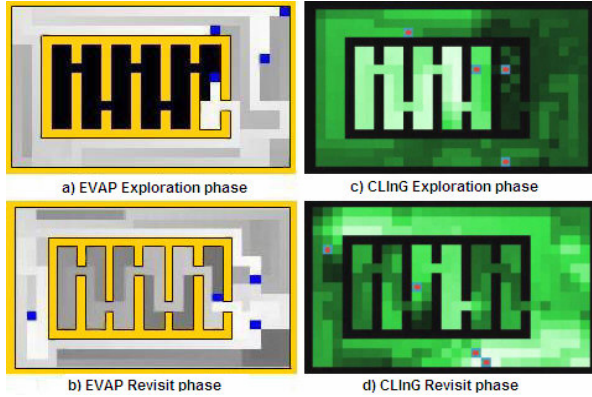 a) EVAP Exploration phase
c) CLInG Exploration phase
b) EVAP Revisit phase
d) CLInG Revisit phase